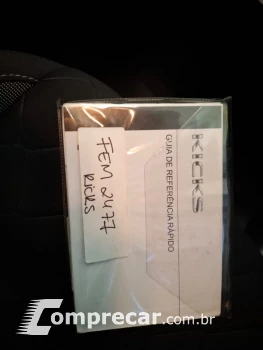 KICKS
GUIA DE REFERÊNCIA RÁPIDO
FEM 2477
KICKS
Comprecar.com.br